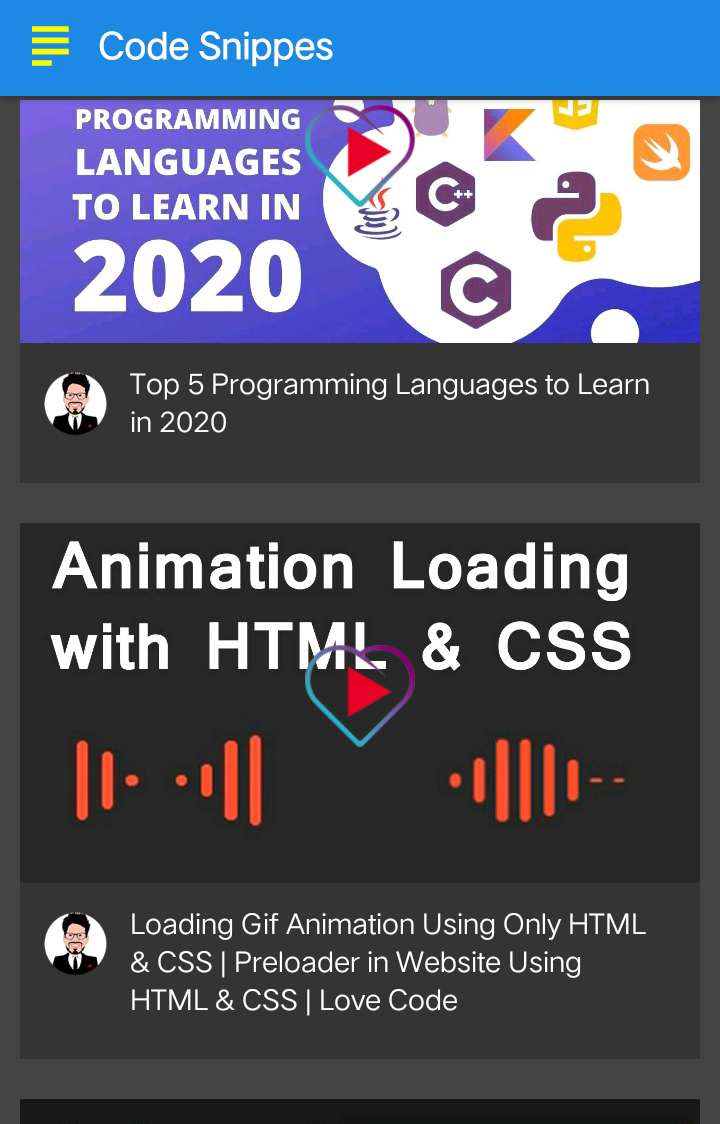 Code Snippes
PROGRAMMING
LANGUAGES
TO LEARN IN
2020
JS
C++
C
Top 5 Programming Languages to Learn
in 2020
Animation Loading
with HTML & CSS
Loading Gif Animation Using Only HTML
& CSS | Preloader in Website Using
HTML & CSS | Love Code